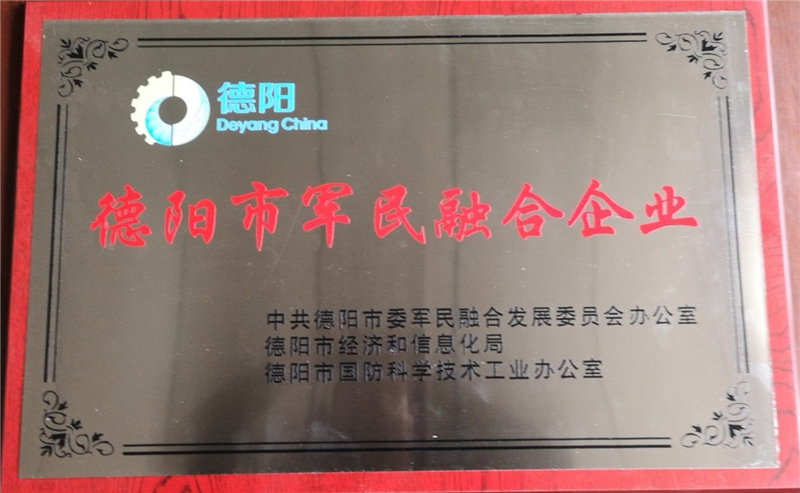 德阳
Deyang China
德阳市军民融合企业
中共德阳市委军民融合发展委员会办公室
德阳市经济和信息化局
德阳市国防科学技术工业办公室